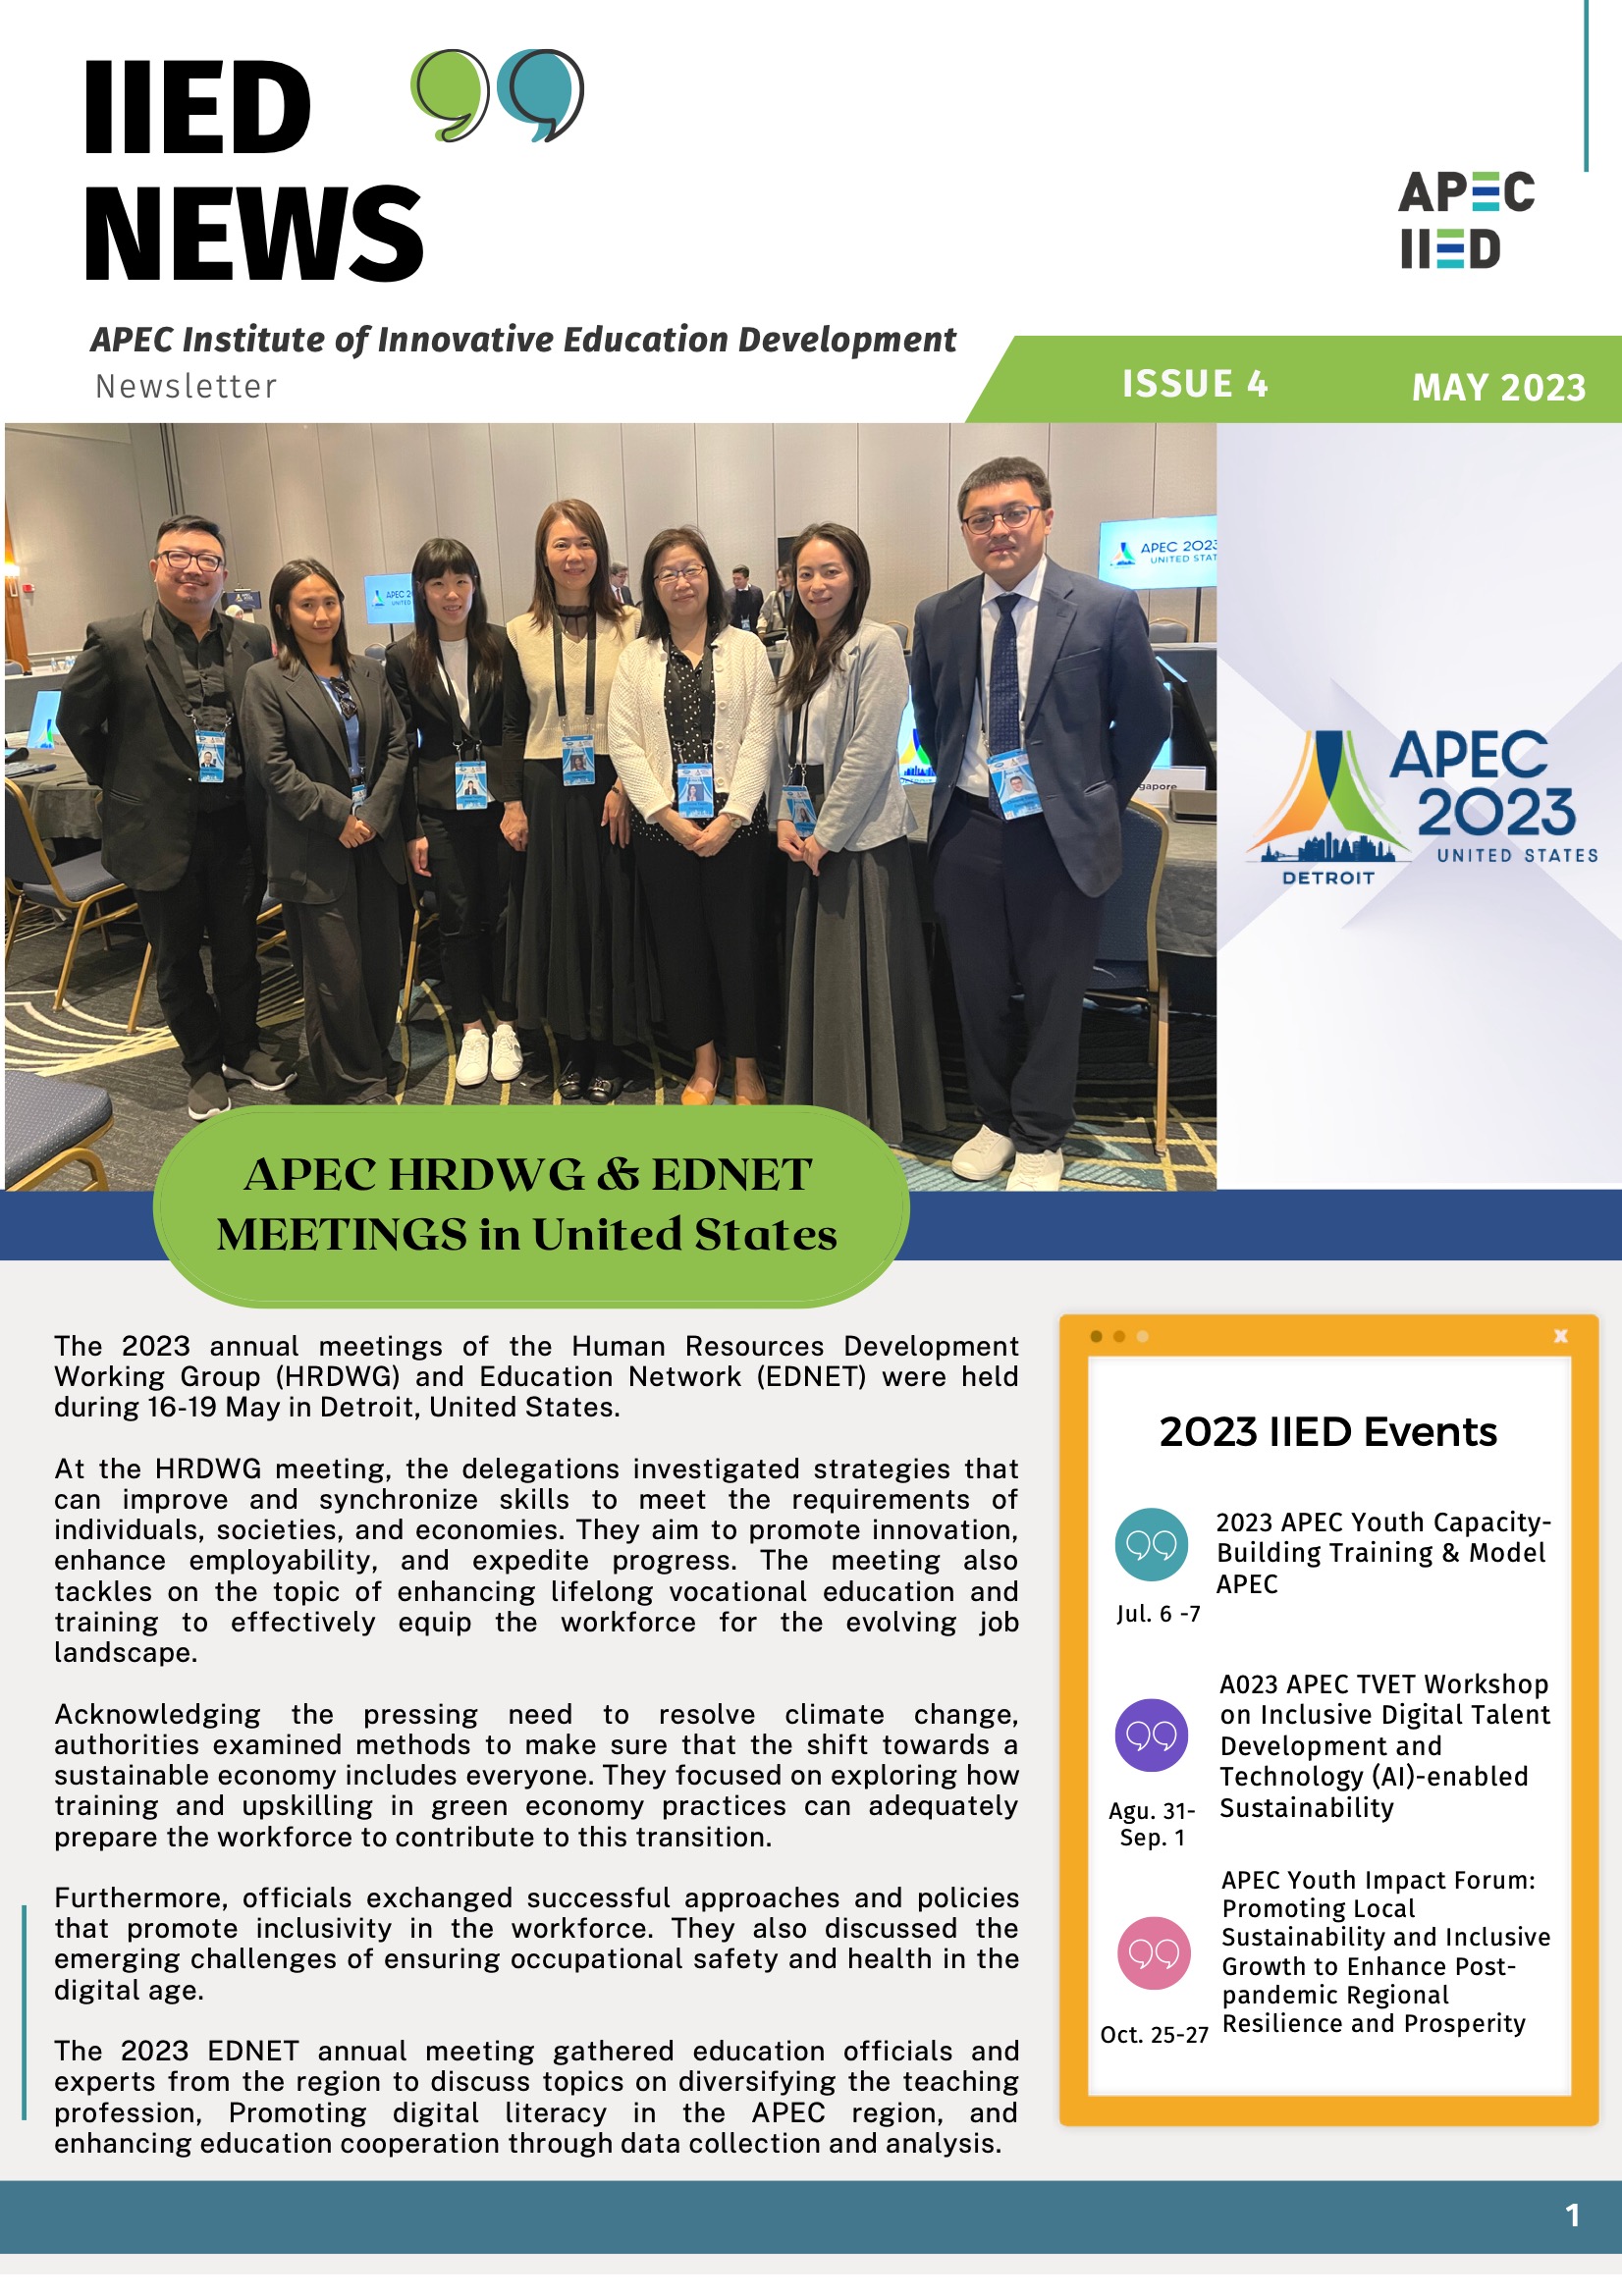 IIED
NEWS
APEC
IIED
APEC Institute of Innovative Education Development
Newsletter
ISSUE 4
MAY 2023
APEC 2023
UNITED STAT
APEC 2
UNITED
gapore
APEC
2023
UNITED STATES
DETROIT
APEC HRDWG & EDNET
MEETINGS in United States
The 2023 annual meetings of the Human Resources Development
Working Group (HRDWG) and Education Network (EDNET) were held
during 16-19 May in Detroit, United States.
At the HRDWG meeting, the delegations investigated strategies that
can improve and synchronize skills to meet the requirements of
individuals, societies, and economies. They aim to promote innovation,
enhance employability, and expedite progress. The meeting also
tackles on the topic of enhancing lifelong vocational education and
training to effectively equip the workforce for the evolving job
landscape.
Acknowledging the pressing need to resolve climate change,
authorities examined methods to make sure that the shift towards a
sustainable economy includes everyone. They focused on exploring how
training and upskilling in green economy practices can adequately
prepare the workforce to contribute to this transition.
Furthermore, officials exchanged successful approaches and policies
that promote inclusivity in the workforce. They also discussed the
emerging challenges of ensuring occupational safety and health in the
digital age.
The 2023 EDNET annual meeting gathered education officials and
experts from the region to discuss topics on diversifying the teaching
profession, Promoting digital literacy in the APEC region, and
enhancing education cooperation through data collection and analysis.
x
2023 IIED Events
2023 APEC Youth Capacity-
Building Training & Model
APEC
Jul. 6 -7
A023 APEC TVET Workshop
on Inclusive Digital Talent
Development and
Technology (AI)-enabled
Sustainability
Agu. 31-
Sep. 1
APEC Youth Impact Forum:
Promoting Local
Sustainability and Inclusive
Growth to Enhance Post-
pandemic Regional
Resilience and Prosperity
Oct. 25-27
1